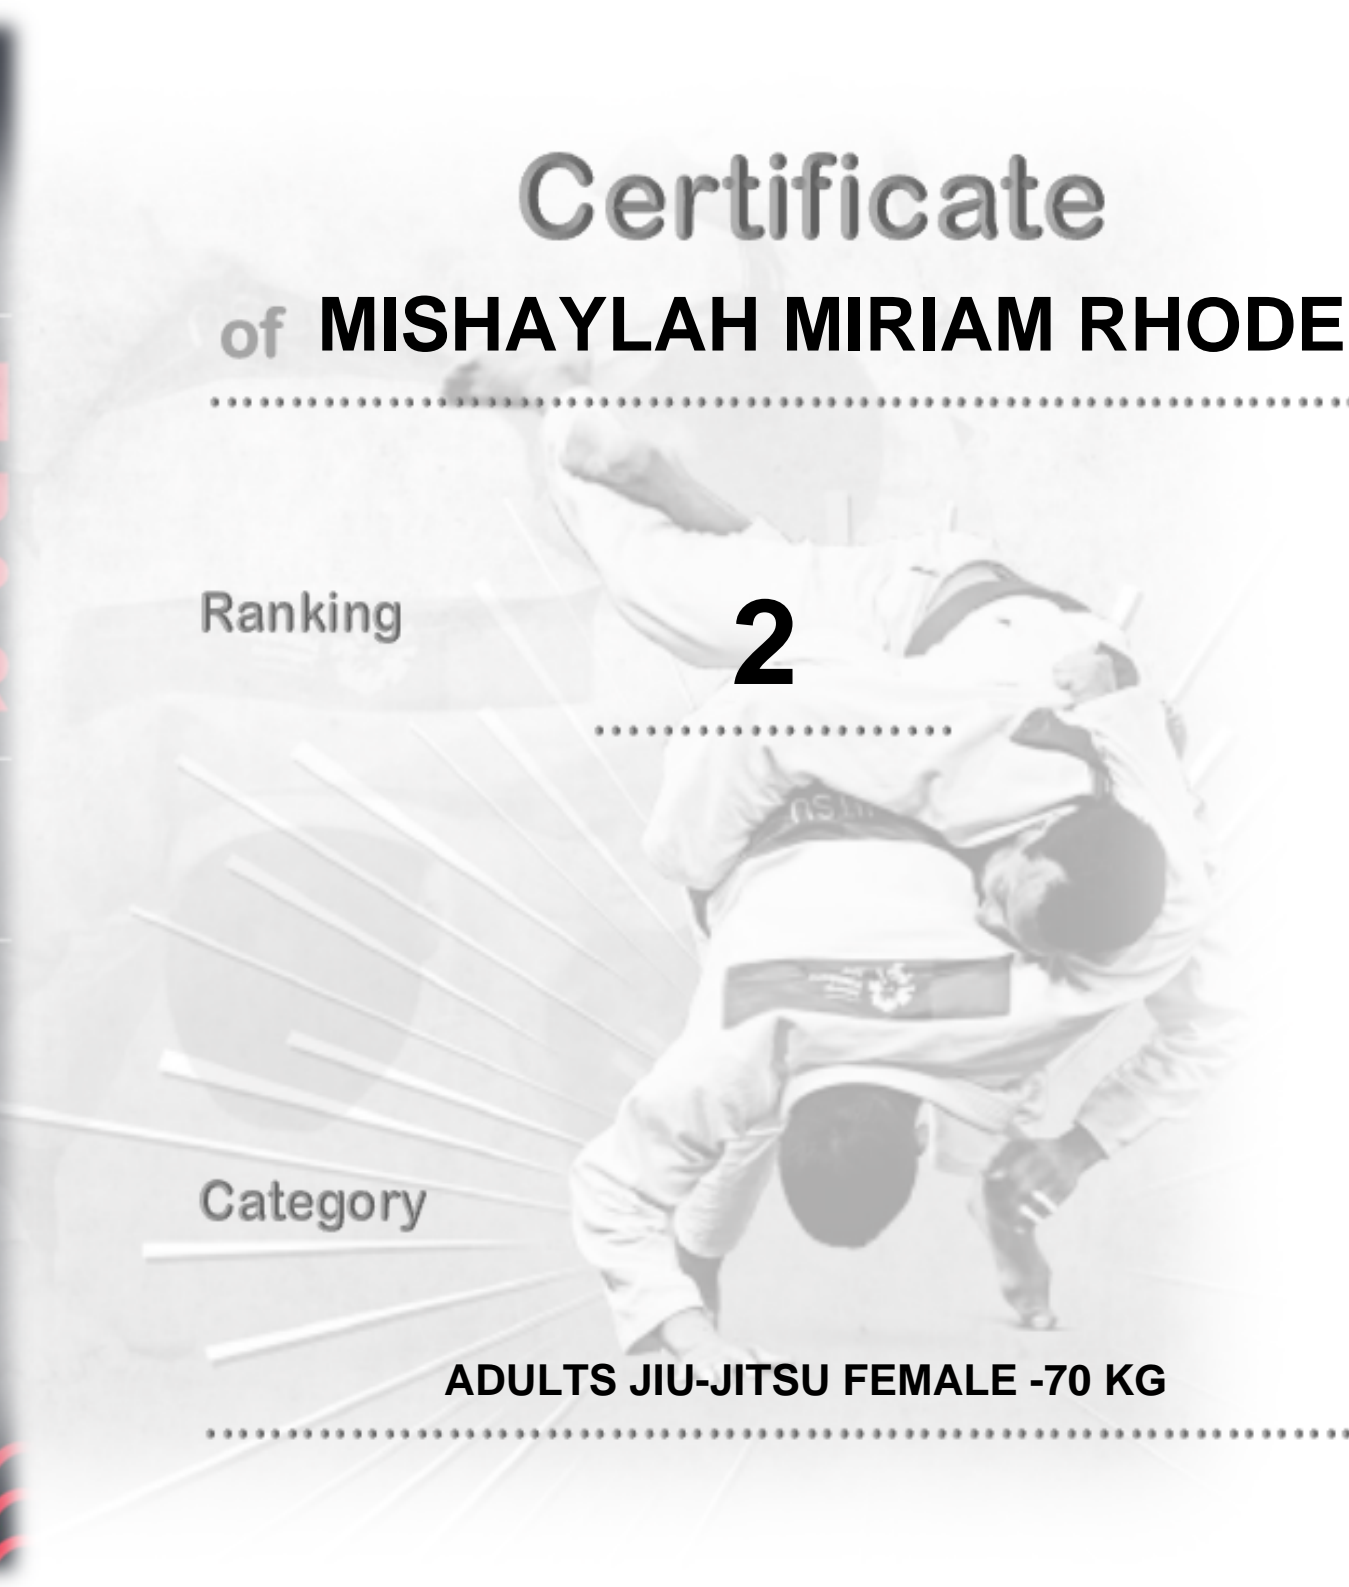 Certificate
of MISHAYLAH MIRIAM RHODE
Ranking
2
Category
ADULTS JIU-JITSU FEMALE -70 KG